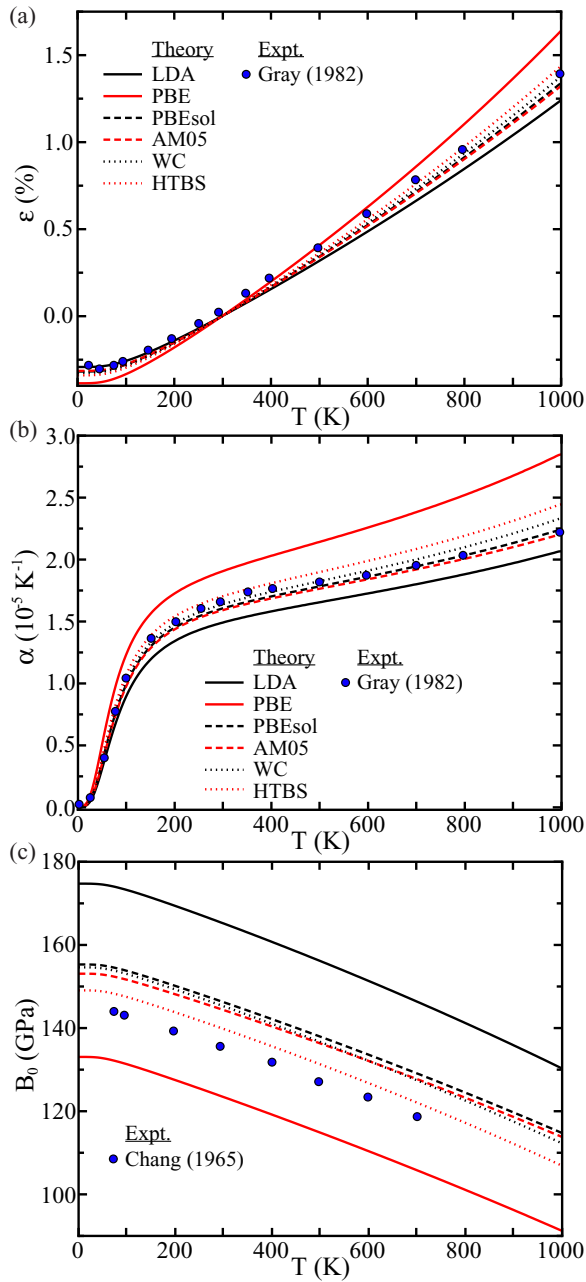 (a)
1.5
1.0
0.5
0.0
ε (%)
Theory Expt.
LDA Gray (1982)
PBE
PBEsol
AM05
WC
HTBS
0 200 400 600 800 1000
T (K)
(b)
3.0
2.5
2.0
1.5
1.0
0.5
0.0
α (10⁻⁵ K⁻¹)
Theory Expt.
LDA Gray (1982)
PBE
PBEsol
AM05
WC
HTBS
0 200 400 600 800 1000
T (K)
(c)
180
160
140
120
100
B₀ (GPa)
Expt.
Chang (1965)
0 200 400 600 800 1000
T (K)